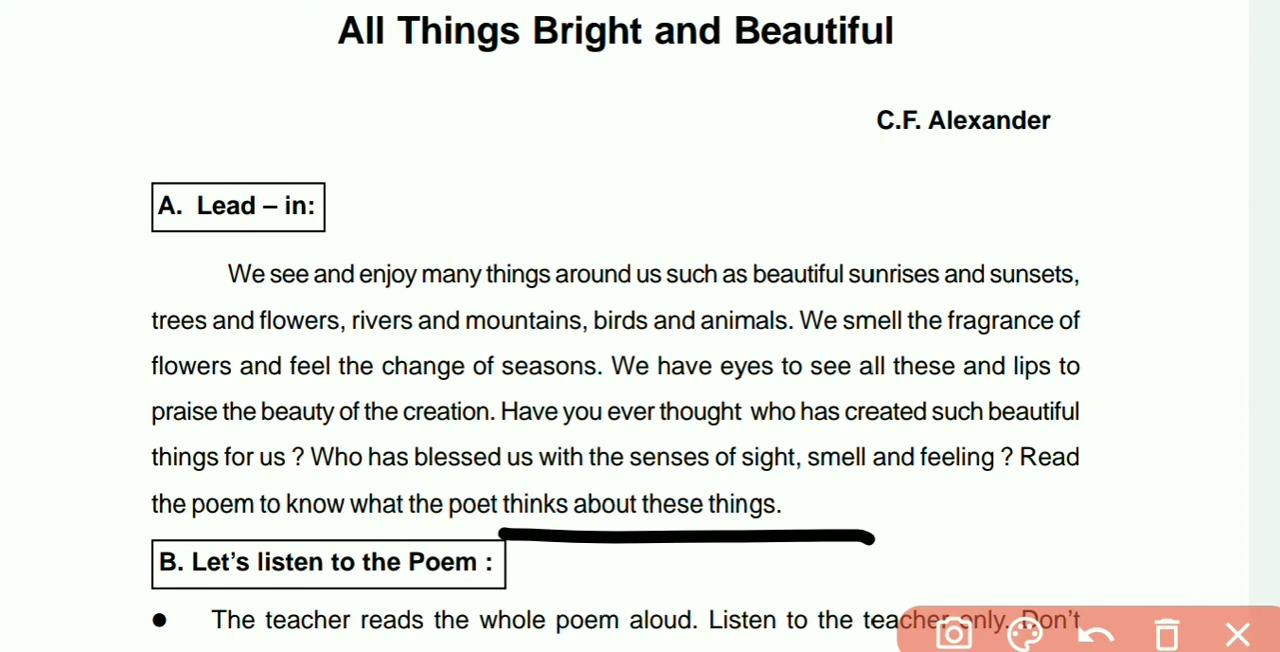 All Things Bright and Beautiful
C.F. Alexander
A. Lead – in:
We see and enjoy many things around us such as beautiful sunrises and sunsets,
trees and flowers, rivers and mountains, birds and animals. We smell the fragrance of
flowers and feel the change of seasons. We have eyes to see all these and lips to
praise the beauty of the creation. Have you ever thought who has created such beautiful
things for us ? Who has blessed us with the senses of sight, smell and feeling ? Read
the poem to know what the poet thinks about these things.
B. Let’s listen to the Poem :
● The teacher reads the whole poem aloud. Listen to the teacher only. Don’t